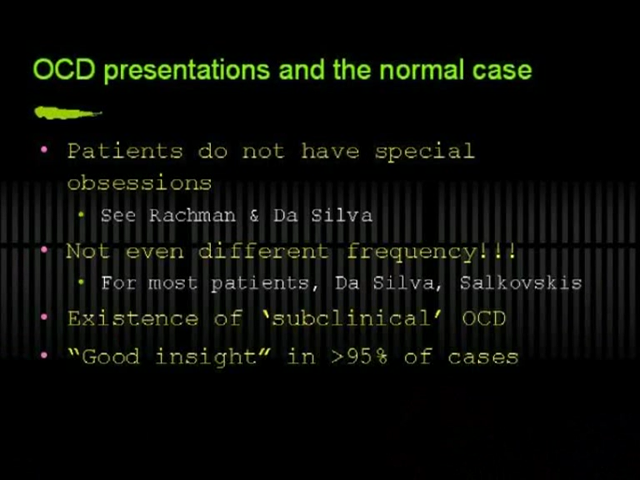 OCD presentations and the normal case
• Patients do not have special
obsessions
• See Rachman & Da Silva
• Not even different frequency!!!
• For most patients, Da Silva, Salkovskis
• Existence of ‘subclinical’ OCD
• “Good insight” in >95% of cases